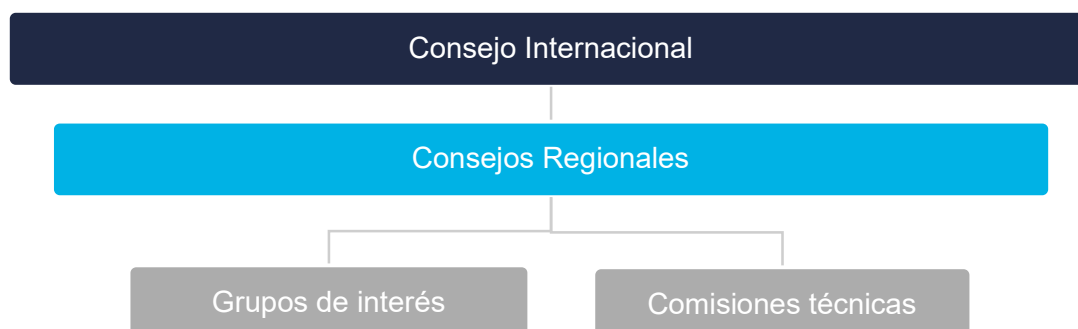 Consejo Internacional
Consejos Regionales
Grupos de interés
Comisiones técnicas